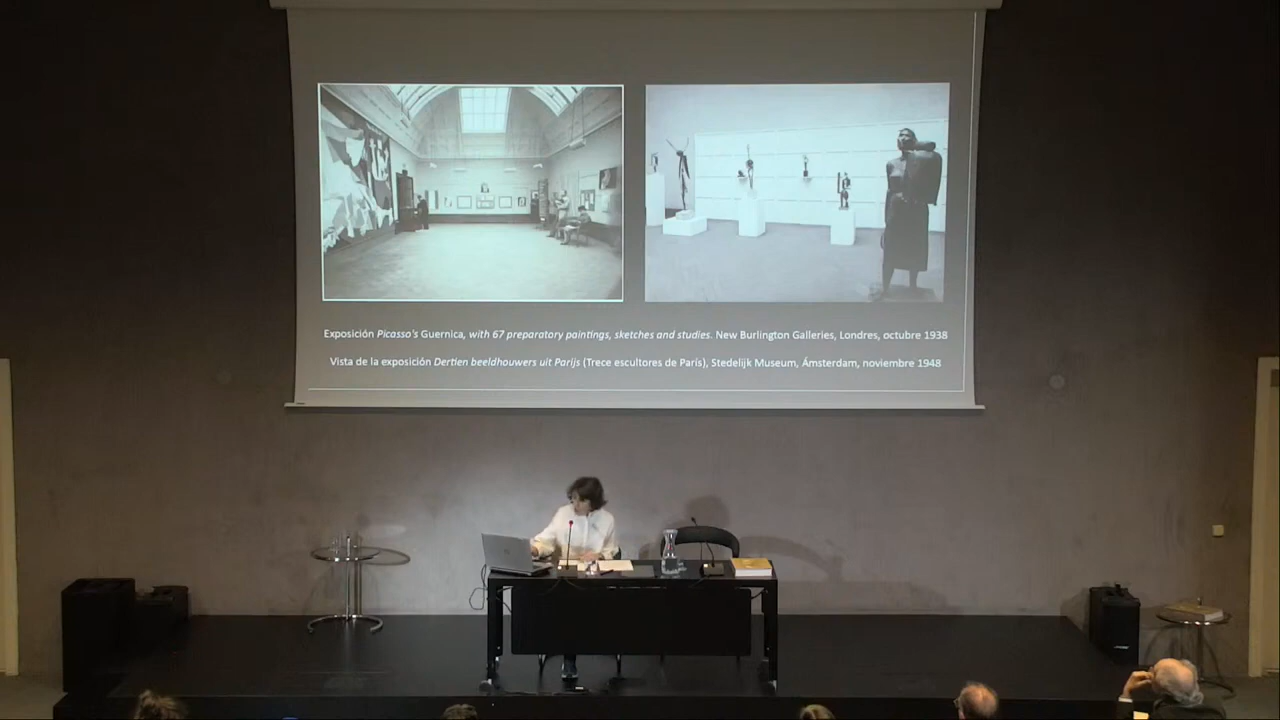 Exposición Picasso's Guernica, with 67 preparatory paintings, sketches and studies. New Burlington Galleries, Londres, octubre 1938
Vista de la exposición Dertien beeldhouwers uit Parijs (Trece escultores de París), Stedelijk Museum, Ámsterdam, noviembre 1948